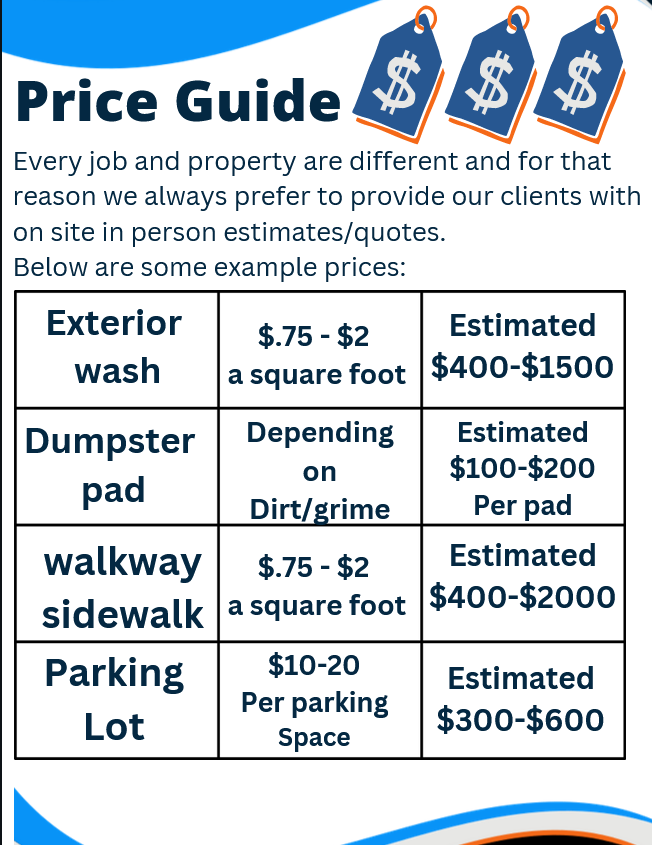 Price Guide
Every job and property are different and for that
reason we always prefer to provide our clients with
on site in person estimates/quotes.
Below are some example prices:
Exterior
wash
$.75 - $2
a square foot
Estimated
$400-$1500
Dumpster
pad
Depending
on
Dirt/grime
Estimated
$100-$200
Per pad
walkway
sidewalk
$.75 - $2
a square foot
Estimated
$400-$2000
Parking
Lot
$10-20
Per parking
Space
Estimated
$300-$600